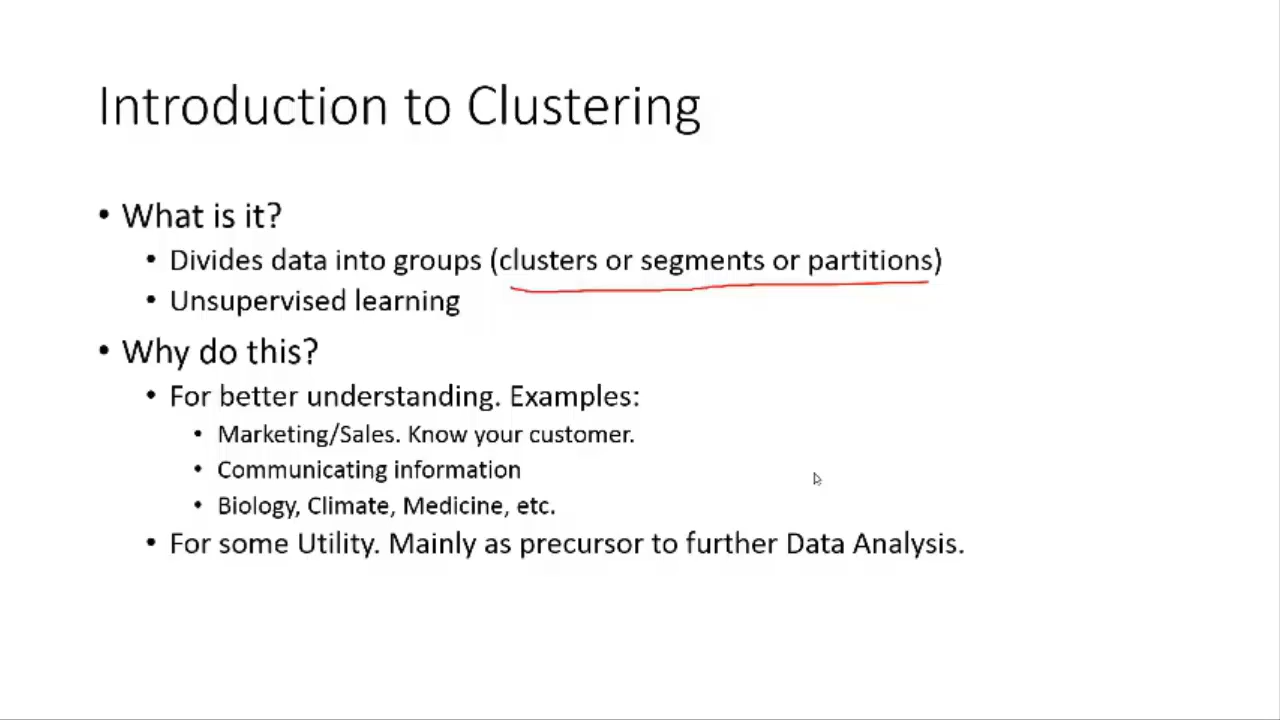 Introduction to Clustering
• What is it?
• Divides data into groups (clusters or segments or partitions)
• Unsupervised learning
• Why do this?
• For better understanding. Examples:
• Marketing/Sales. Know your customer.
• Communicating information
• Biology, Climate, Medicine, etc.
• For some Utility. Mainly as precursor to further Data Analysis.